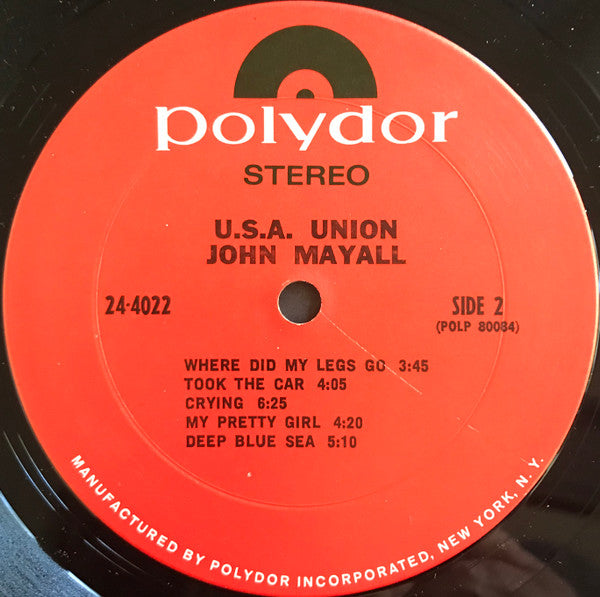 polydor
STEREO
U.S.A. UNION
JOHN MAYALL
24-4022
SIDE 2
(POLP 80084)
WHERE DID MY LEGS GO 3:45
TOOK THE CAR 4:05
CRYING 6:25
MY PRETTY GIRL 4:20
DEEP BLUE SEA 5:10
MANUFACTURED BY POLYDOR INCORPORATED, NEW YORK, N. Y.